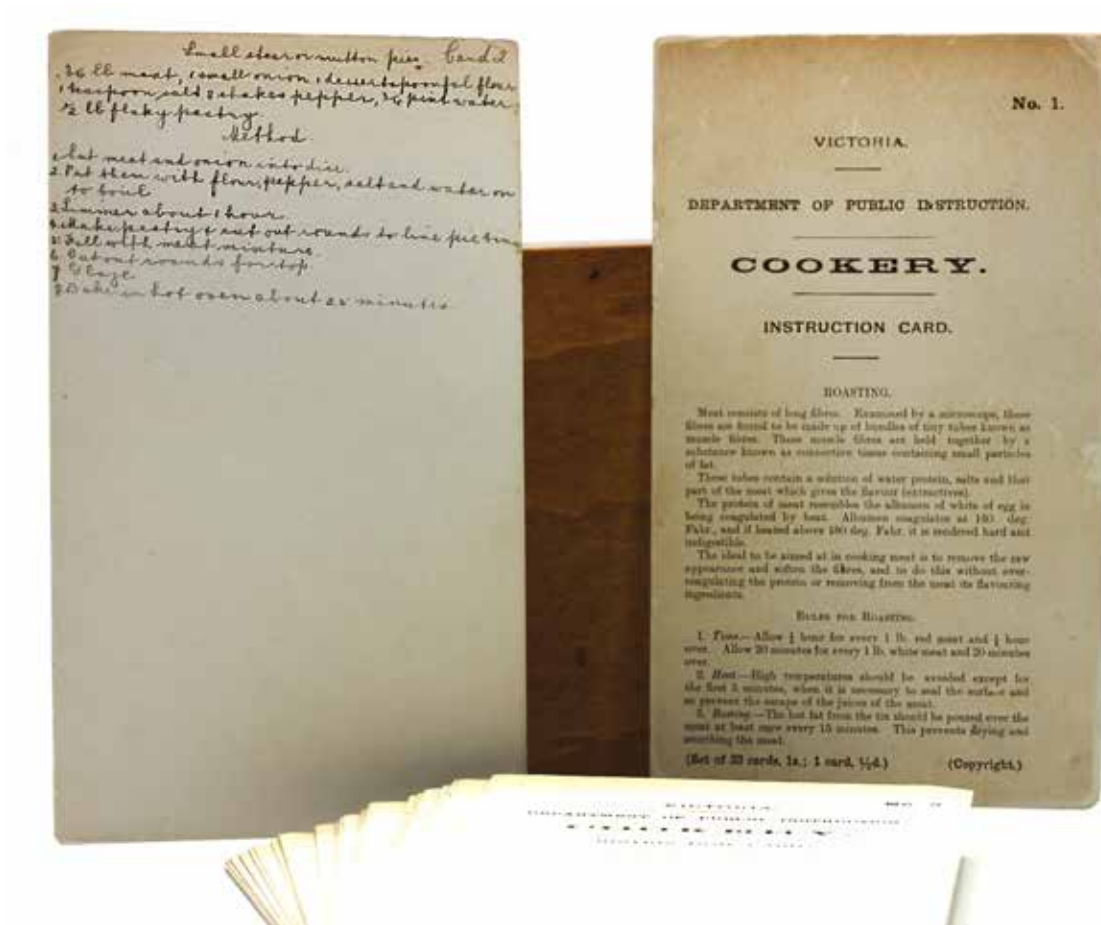 Small steak or mutton pies. Card 2
¾ lb meat, 1 small onion 1 dessertspoonful flour
1 teaspoon salt 2 shakes pepper, ¾ pint water
½ lb flaky pastry
Method.
1 Cut meat and onion into dice.
2. Put them with flour, pepper, salt and water on
to boil
3. Simmer about 1 hour
4. Make pastry & cut out rounds to line pie tins
5. Fill with meat mixture.
6. Cut out rounds for top
7 Glaze
8. Bake in hot oven about minutes
No. 1.
VICTORIA.
DEPARTMENT OF PUBLIC INSTRUCTION.
COOKERY.
INSTRUCTION CARD.
ROASTING.
Meat consists of long fibres. Examined by a microscope, these
fibres are found to be made up of bundles of tiny tubes known as
muscle fibres. These muscle fibres are held together by a
substance known as connective tissue containing small particles
of fat.
These tubes contain a solution of water protein, salts and that
part of the meat which gives the flavour (extractives).
The protein of meat resembles the albumen of white of egg in
being coagulated by heat. Albumen coagulates at 160 deg.
Fahr., and if heated above 180 deg. Fahr. it is rendered hard and
indigestible.
The ideal to be aimed at in cooking meat is to remove the raw
appearance and soften the fibres, and to do this without over-
coagulating the protein or removing from the meat its flavouring
ingredients.
RULES FOR ROASTING.
1. Time.—Allow ¼ hour for every 1 lb. red meat and ¼ hour
over. Allow 20 minutes for every 1 lb. white meat and 20 minutes
over.
2. Heat.—High temperatures should be avoided except for
the first 5 minutes, when it is necessary to seal the surface and
so prevent the escape of the juices of the meat.
3. Basting.—The hot fat from the tin should be poured over the
meat at least once every 15 minutes. This prevents drying and
scorching the meat.
(Set of 33 cards, 1s.; 1 card, ½d.) (Copyright.)
VICTORIA.
DEPARTMENT OF PUBLIC INSTRUCTION
COOKERY